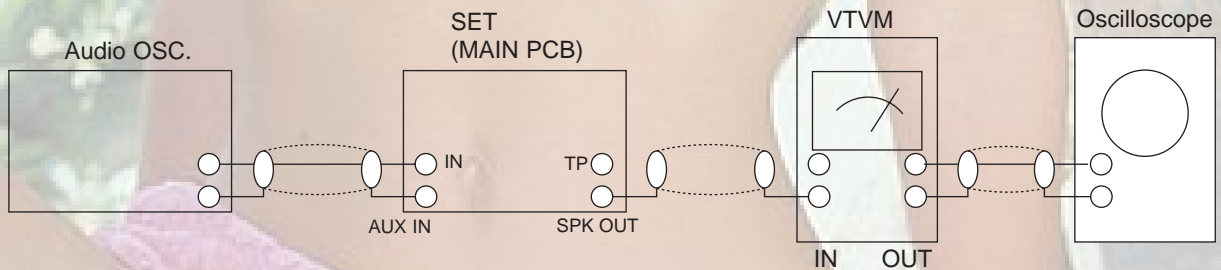 Audio OSC.
SET
(MAIN PCB)
VTVM
Oscilloscope
IN
TP
AUX IN
SPK OUT
IN
OUT